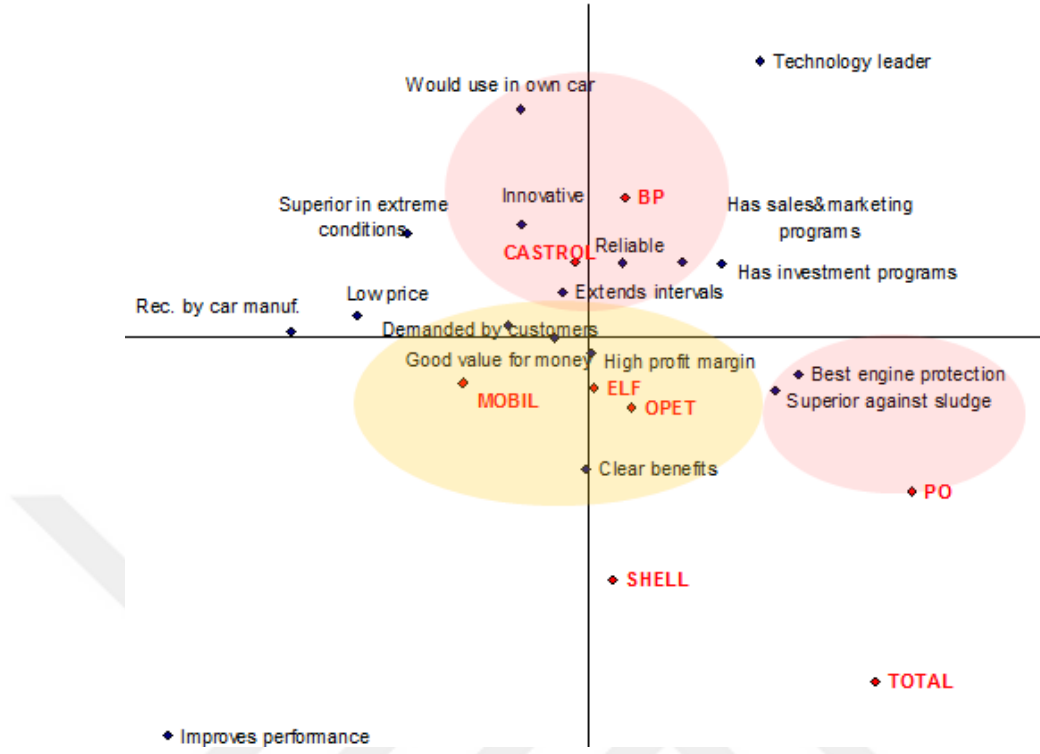 Technology leader
Would use in own car
Innovative
BP
Superior in extreme
conditions
Has sales&marketing
programs
CASTROL
Reliable
Has investment programs
Extends intervals
Low price
Rec. by car manuf.
Demanded by customers
Good value for money
High profit margin
Best engine protection
Superior against sludge
MOBIL
ELF
OPET
Clear benefits
PO
SHELL
TOTAL
Improves performance